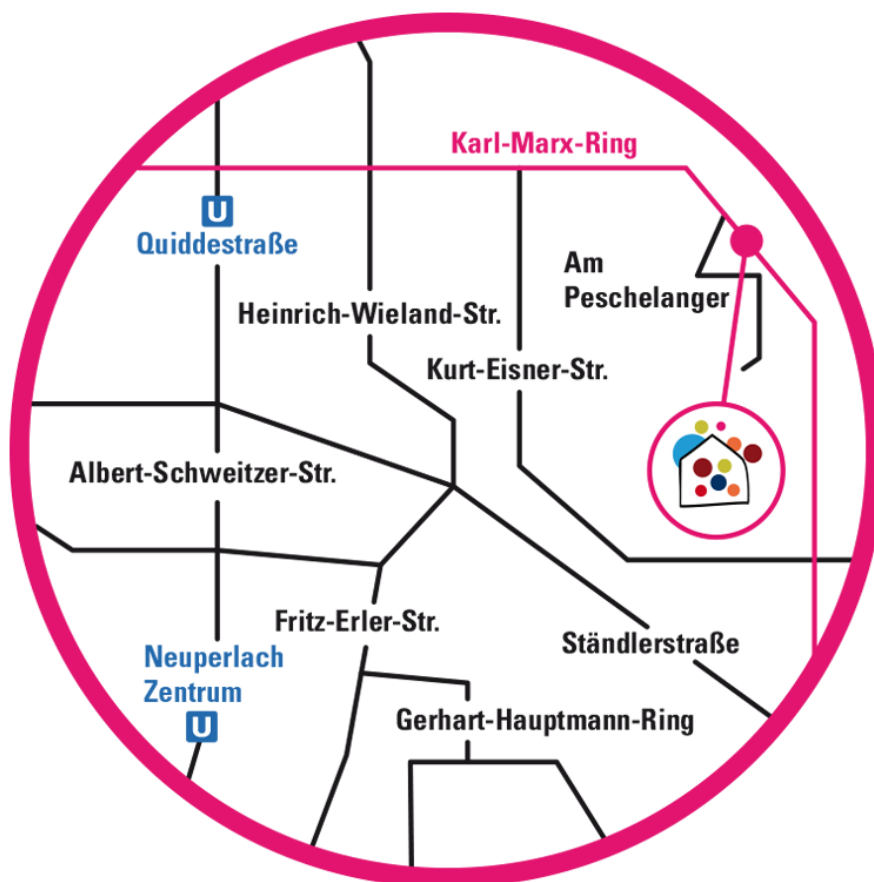 Karl-Marx-Ring
U
Quiddestraße
Am
Peschelanger
Heinrich-Wieland-Str.
Kurt-Eisner-Str.
Albert-Schweitzer-Str.
Fritz-Erler-Str.
Ständlerstraße
Neuperlach
Zentrum
U
Gerhart-Hauptmann-Ring